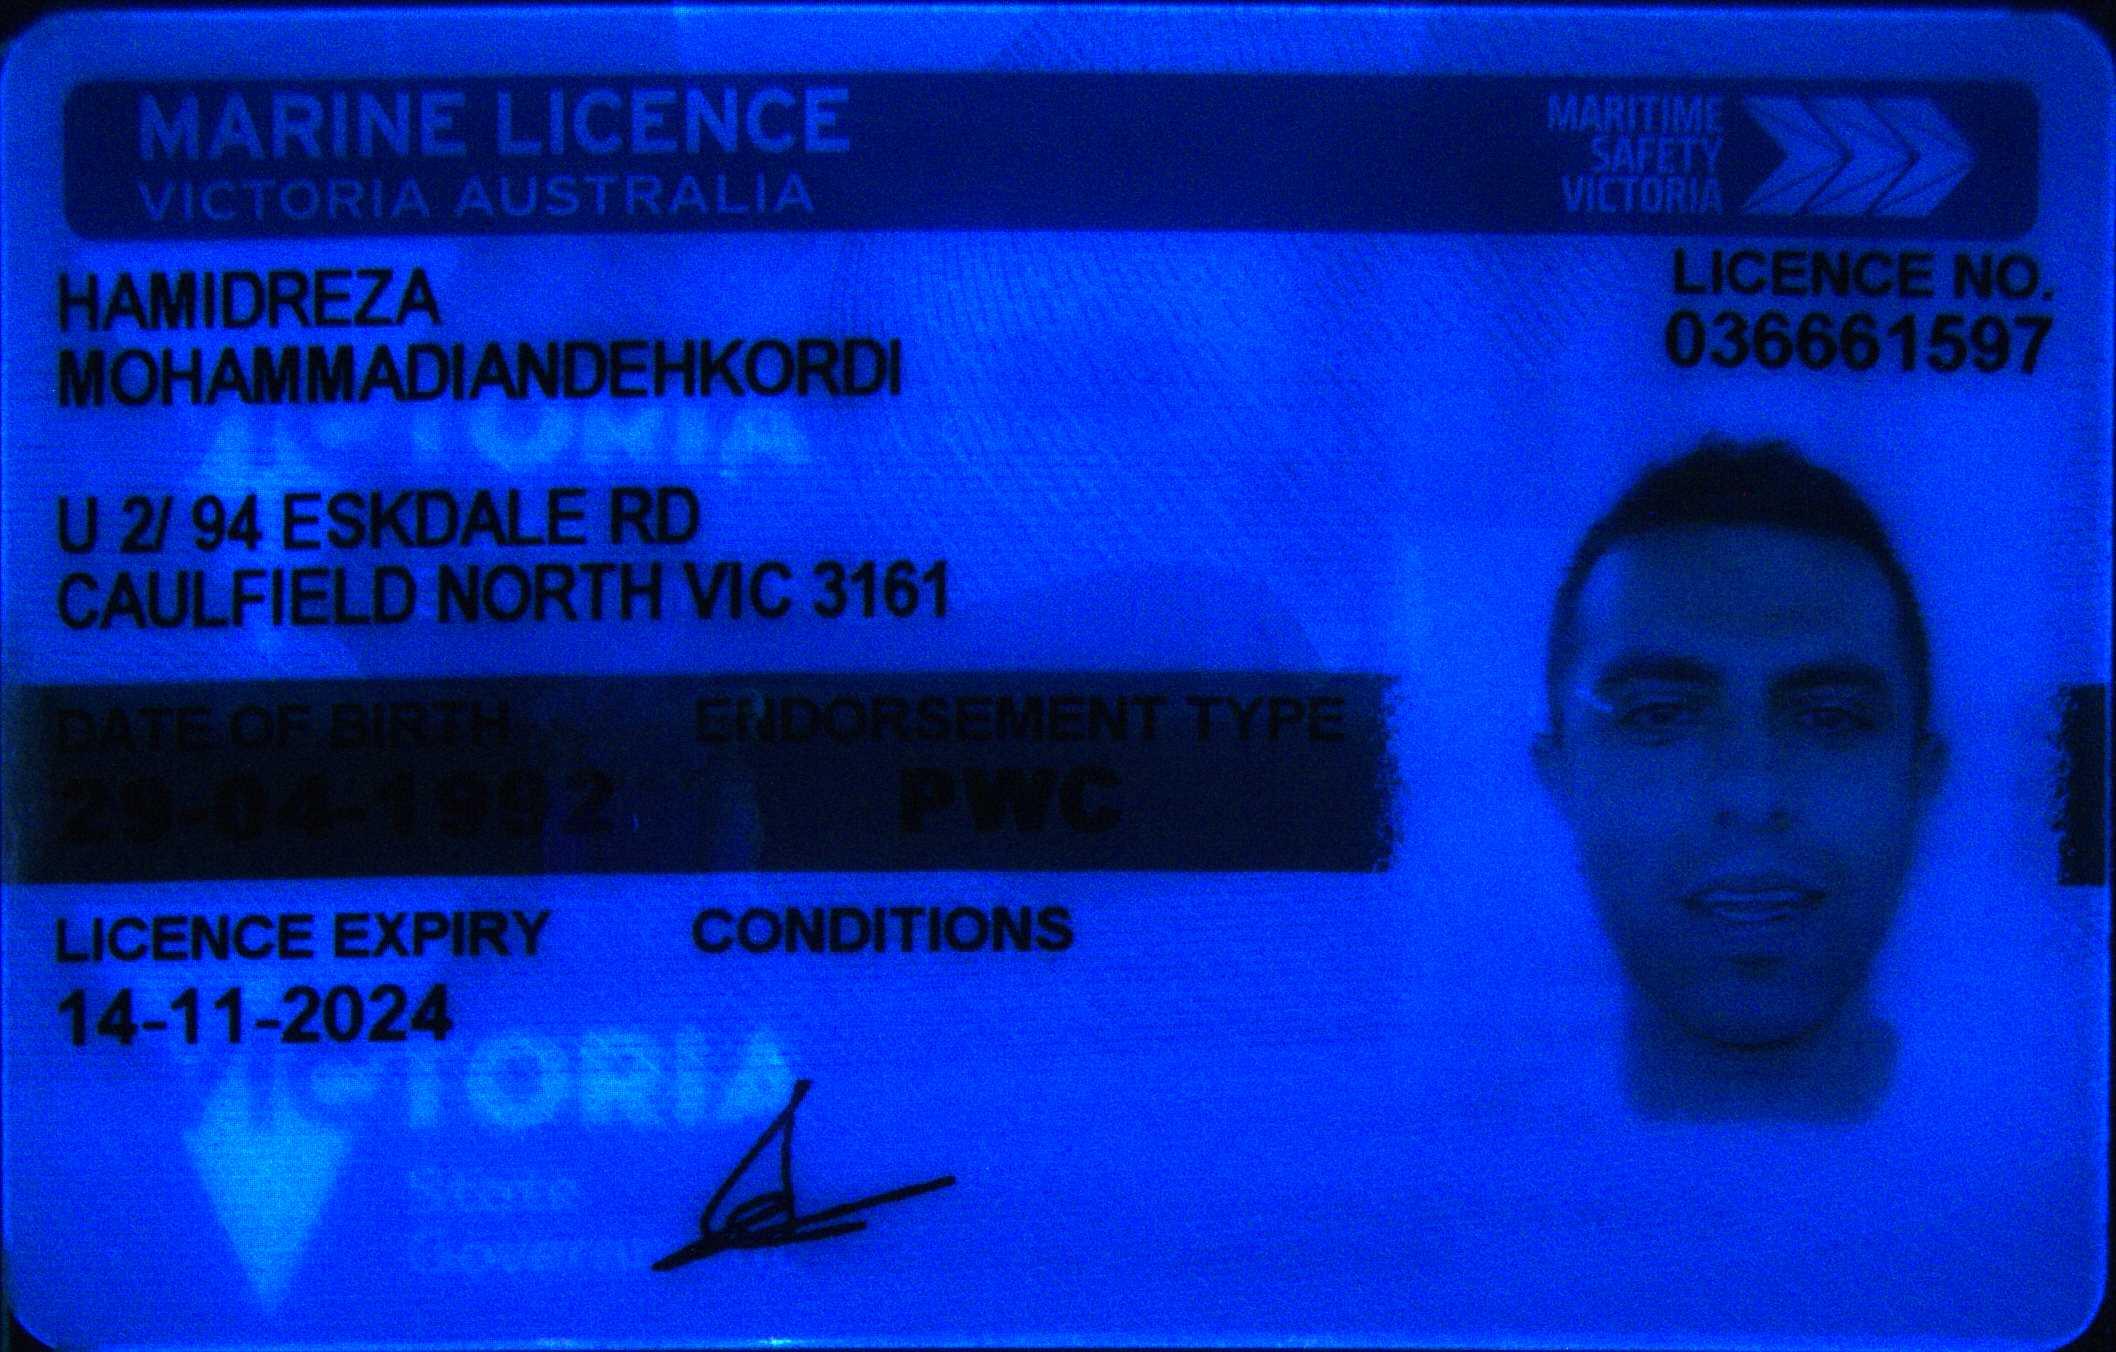 MARINE LICENCE
VICTORIA AUSTRALIA
MARITIME
SAFETY
VICTORIA
LICENCE NO.
036661597
HAMIDREZA
MOHAMMADIANDEHKORDI
U 2/ 94 ESKDALE RD
CAULFIELD NORTH VIC 3161
DATE OF BIRTH ENDORSEMENT TYPE
29-04-1992 PWC
LICENCE EXPIRY CONDITIONS
14-11-2024
VICTORIA
State